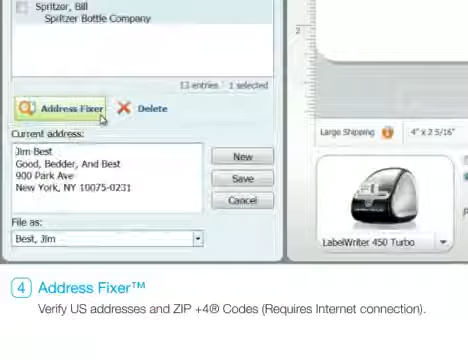 Spritzer, Bill
Spritzer Bottle Company
13 entries 1 selected
Address Fixer
Delete
Current address:
Jim Best
Good, Bedder, And Best
900 Park Ave
New York, NY 10075-0231
New
Save
Cancel
File as:
Best, Jim
2
Large Shipping
4" x 2 5/16"
LabelWriter 450 Turbo
4 Address Fixer™
Verify US addresses and ZIP +4® Codes (Requires Internet connection).